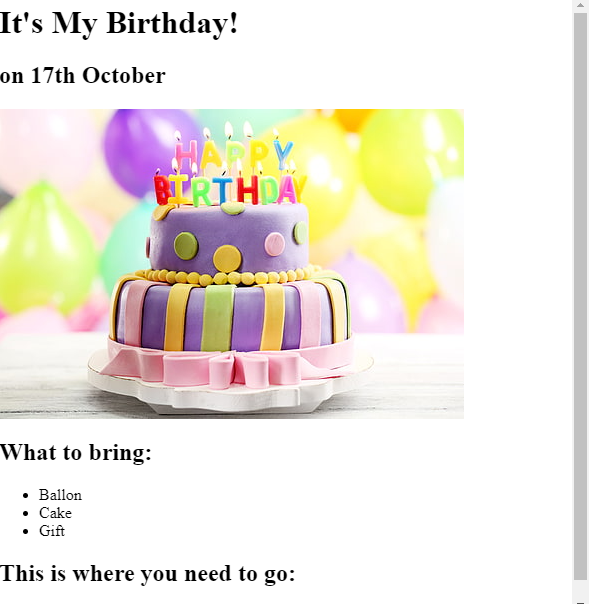 It's My Birthday!
on 17th October
HAPPY
BIRTHDAY
What to bring:
Ballon
Cake
Gift
This is where you need to go: